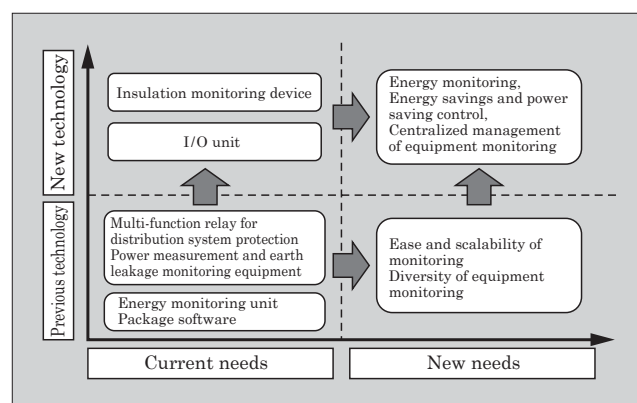 New technology
Insulation monitoring device
I/O unit
Energy monitoring,
Energy savings and power
saving control,
Centralized management
of equipment monitoring
Previous technology
Multi-function relay for
distribution system protection
Power measurement and earth
leakage monitoring equipment
Energy monitoring unit
Package software
Ease and scalability of
monitoring
Diversity of equipment
monitoring
Current needs
New needs